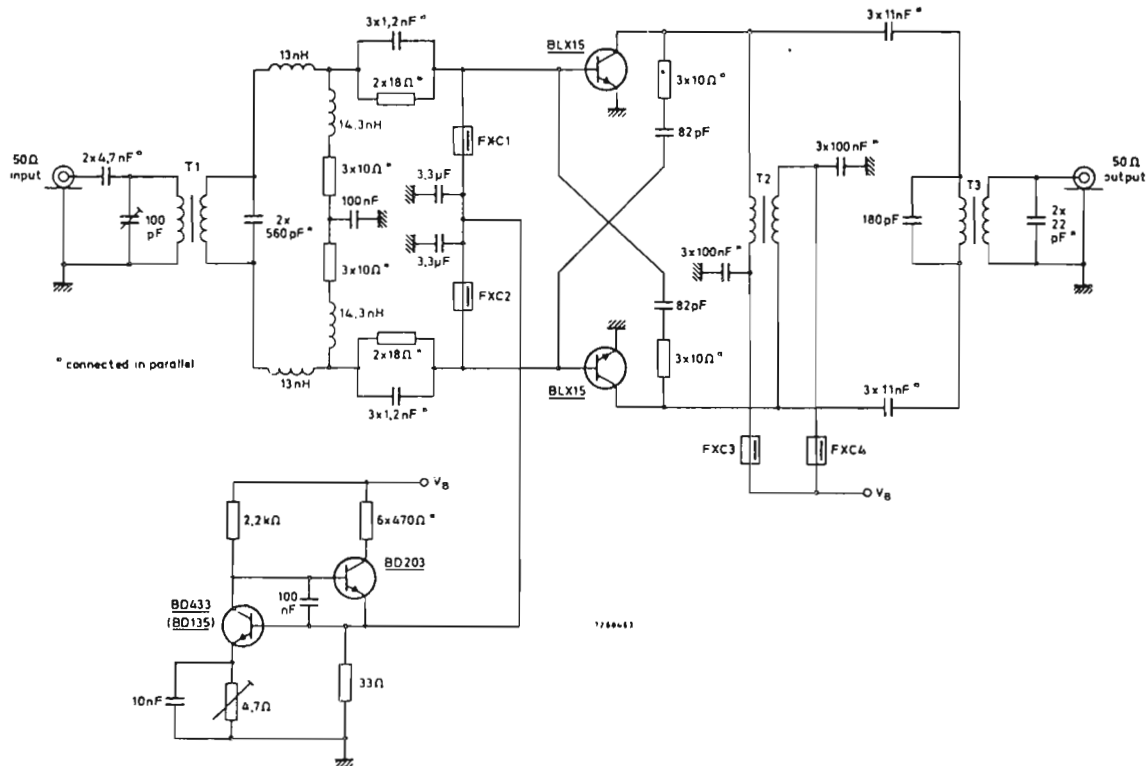 3x1,2nF*
3x11nF*
13nH
BLX15
2x18Ω*
3x10Ω*
14,3nH
FXC1
82pF
50Ω
input
2x4,7nF*
T1
3x10Ω*
3,3µF
3x100nF*
50Ω
output
100nF
T2
T3
100
pF
2x
560pF*
180pF
2x
22
pF*
3x10Ω*
3,3µF
3x100nF*
FXC2
14,3nH
82pF
2x18Ω*
3x10Ω*
* connected in parallel
13nH
BLX15
3x1,2nF*
3x11nF*
FXC3
FXC4
VB
VB
2,2kΩ
6x470Ω*
BD203
100
nF
BD433
(BD135)
33Ω
10nF
4,7Ω